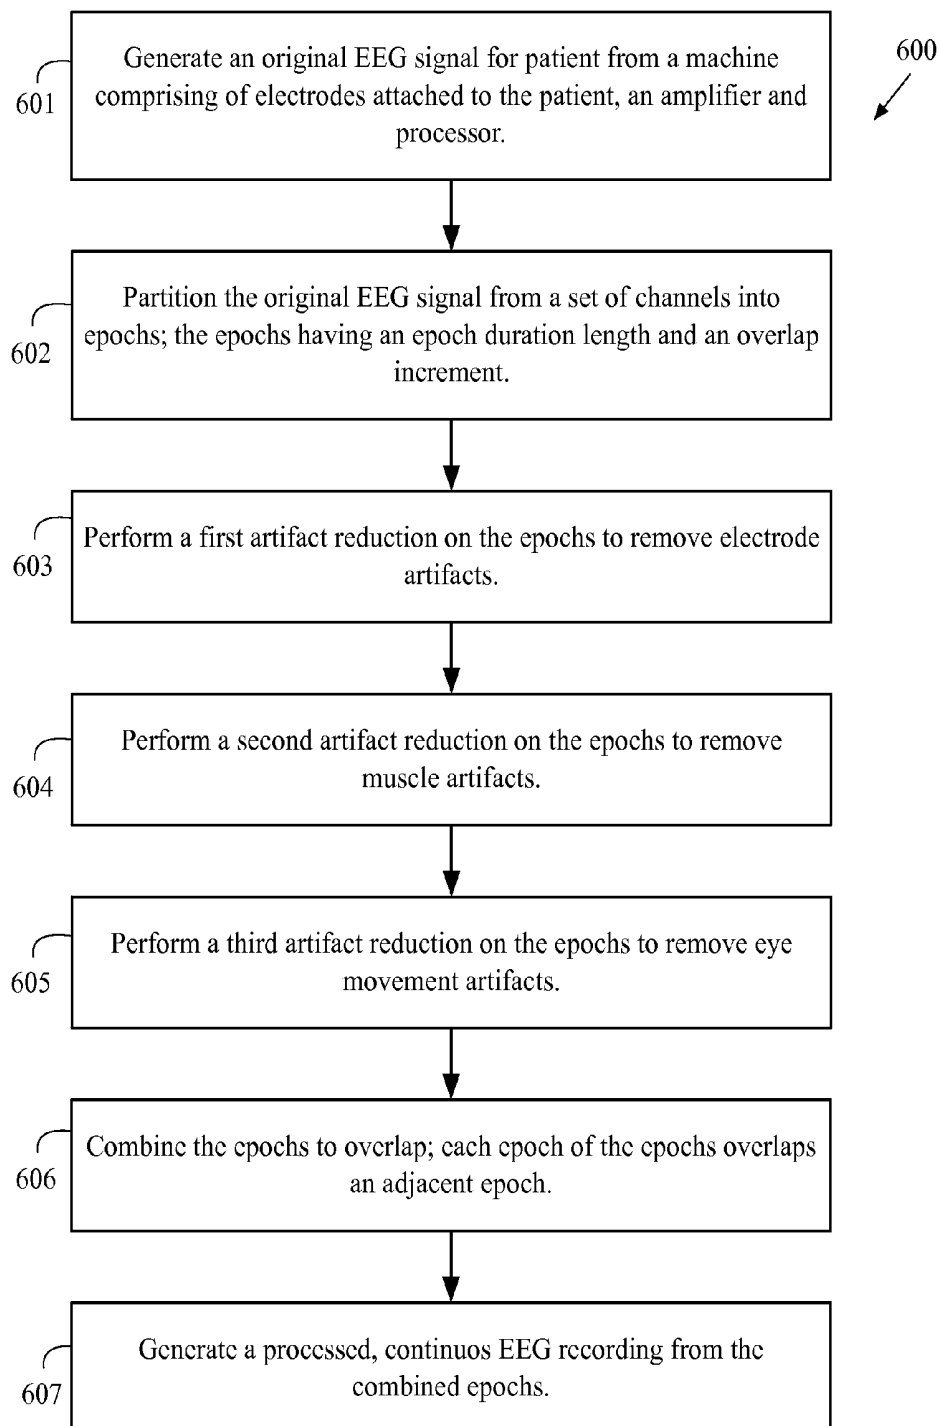 600
601
Generate an original EEG signal for patient from a machine
comprising of electrodes attached to the patient, an amplifier and
processor.
602
Partition the original EEG signal from a set of channels into
epochs; the epochs having an epoch duration length and an overlap
increment.
603
Perform a first artifact reduction on the epochs to remove electrode
artifacts.
604
Perform a second artifact reduction on the epochs to remove
muscle artifacts.
605
Perform a third artifact reduction on the epochs to remove eye
movement artifacts.
606
Combine the epochs to overlap; each epoch of the epochs overlaps
an adjacent epoch.
607
Generate a processed, continuos EEG recording from the
combined epochs.